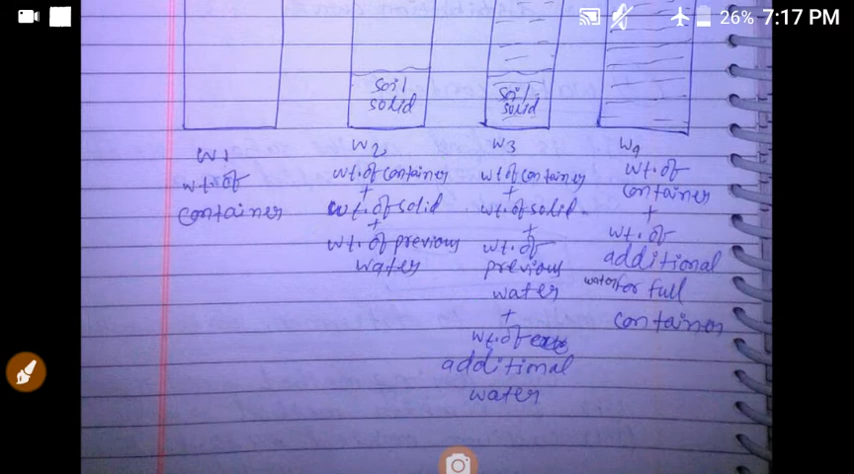 26% 7:17 PM
soil
solid
soil
solid
W1
wt. of
container
W2
wt. of container
+
wt. of solid
+
wt. of previous
water
W3
wt of container
+
wt. of solid
+
wt. of
previous
water
+
wt. of
additional
water
W4
wt. of
container
+
wt. of
additional
water for full
container